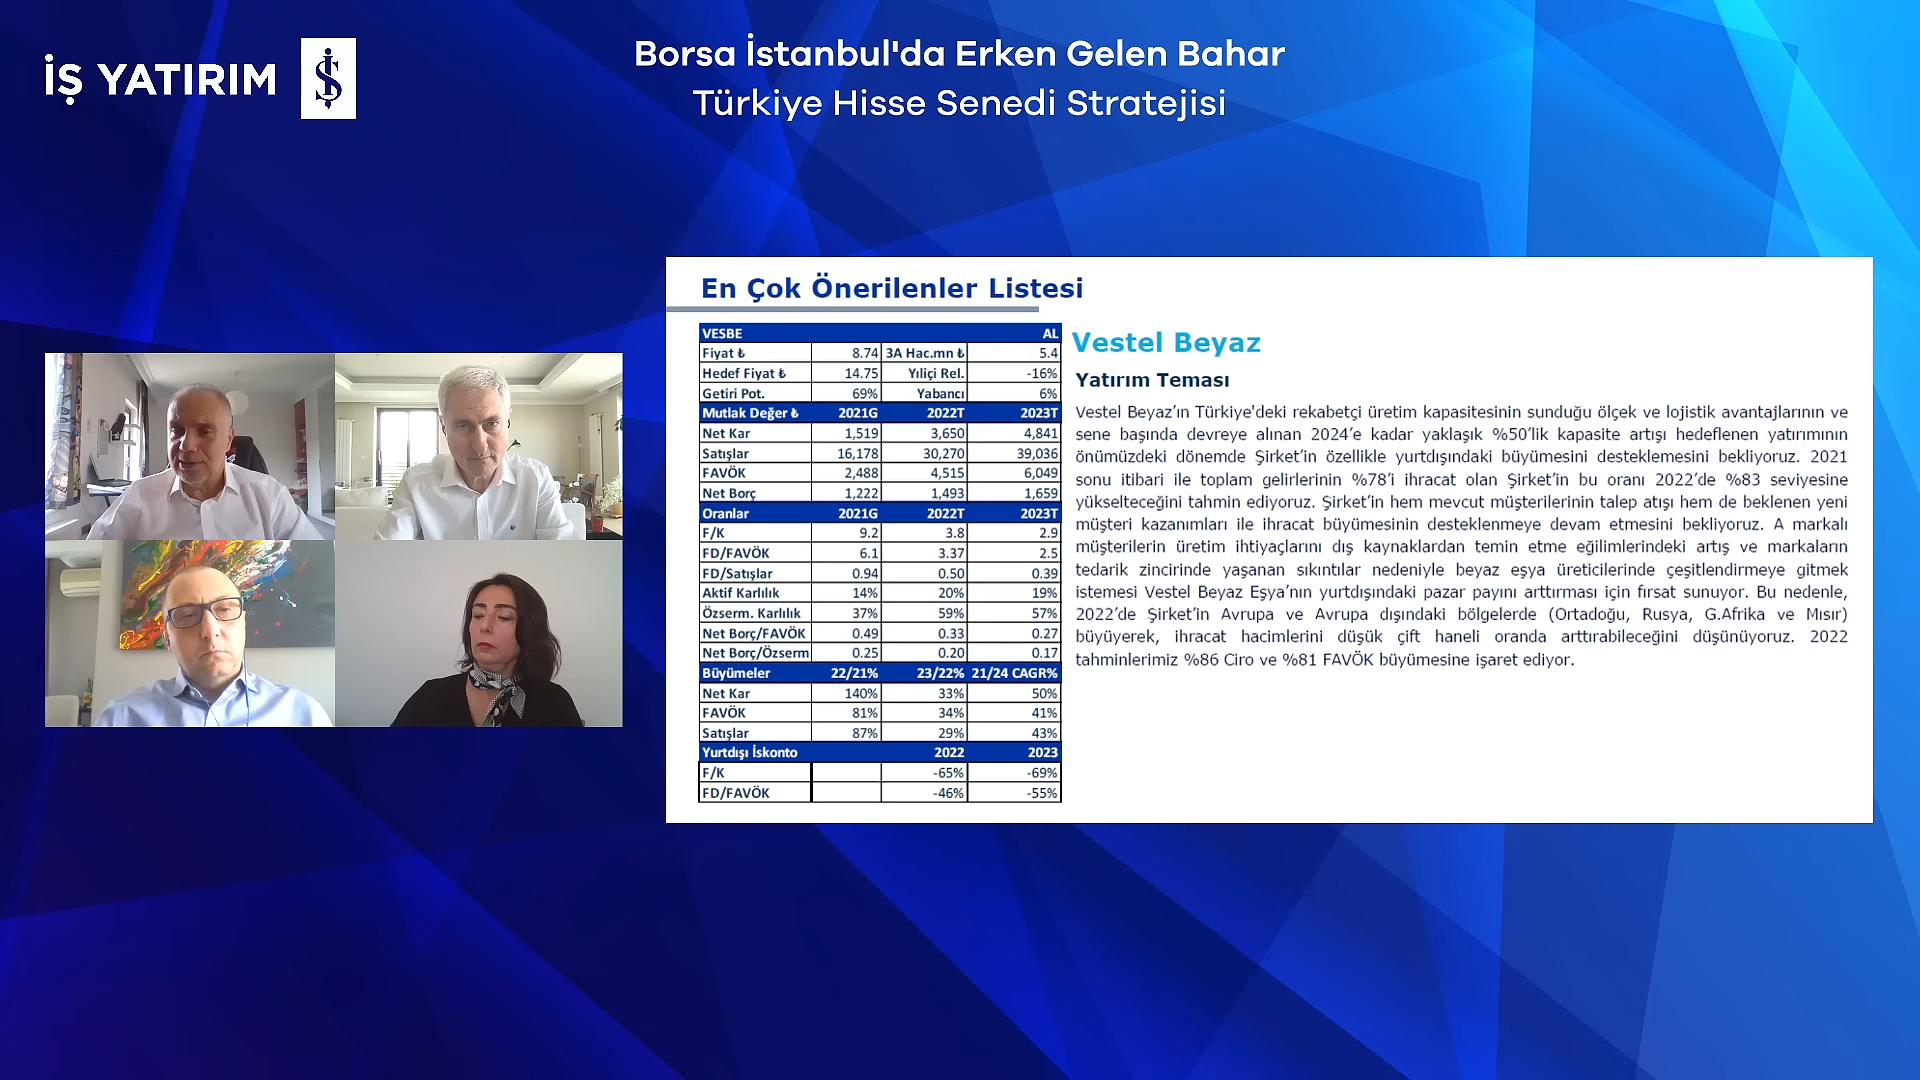 İŞ YATIRIM
Borsa İstanbul'da Erken Gelen Bahar
Türkiye Hisse Senedi Stratejisi
En Çok Önerilenler Listesi
VESBE AL
Fiyat ₺ 8.74 3A Hac.mn ₺ 5.4
Hedef Fiyat ₺ 14.75 Yıliçi Rel. -16%
Getiri Pot. 69% Yabancı 6%
Mutlak Değer ₺ 2021G 2022T 2023T
Net Kar 1,519 3,650 4,841
Satışlar 16,178 30,270 39,036
FAVÖK 2,488 4,515 6,049
Net Borç 1,222 1,493 1,659
Oranlar 2021G 2022T 2023T
F/K 9.2 3.8 2.9
FD/FAVÖK 6.1 3.37 2.5
FD/Satışlar 0.94 0.50 0.39
Aktif Karlılık 14% 20% 19%
Özserm. Karlılık 37% 59% 57%
Net Borç/FAVÖK 0.49 0.33 0.27
Net Borç/Özserm 0.25 0.20 0.17
Büyümeler 22/21% 23/22% 21/24 CAGR%
Net Kar 140% 33% 50%
FAVÖK 81% 34% 41%
Satışlar 87% 29% 43%
Yurtdışı İskonto 2022 2023
F/K -65% -69%
FD/FAVÖK -46% -55%
Vestel Beyaz
Yatırım Teması
Vestel Beyaz’ın Türkiye'deki rekabetçi üretim kapasitesinin sunduğu ölçek ve lojistik avantajlarının ve
sene başında devreye alınan 2024’e kadar yaklaşık %50’lik kapasite artışı hedeflenen yatırımının
önümüzdeki dönemde Şirket’in özellikle yurtdışındaki büyümesini desteklemesini bekliyoruz. 2021
sonu itibari ile toplam gelirlerinin %78’i ihracat olan Şirket’in bu oranı 2022’de %83 seviyesine
yükselteceğini tahmin ediyoruz. Şirket’in hem mevcut müşterilerinin talep atışı hem de beklenen yeni
müşteri kazanımları ile ihracat büyümesinin desteklenmeye devam etmesini bekliyoruz. A markalı
müşterilerin üretim ihtiyaçlarını dış kaynaklardan temin etme eğilimlerindeki artış ve markaların
tedarik zincirinde yaşanan sıkıntılar nedeniyle beyaz eşya üreticilerinde çeşitlendirmeye gitmek
istemesi Vestel Beyaz Eşya’nın yurtdışındaki pazar payını arttırması için fırsat sunuyor. Bu nedenle,
2022’de Şirket’in Avrupa ve Avrupa dışındaki bölgelerde (Ortadoğu, Rusya, G.Afrika ve Mısır)
büyüyerek, ihracat hacimlerini düşük çift haneli oranda arttırabileceğini düşünüyoruz. 2022
tahminlerimiz %86 Ciro ve %81 FAVÖK büyümesine işaret ediyor.